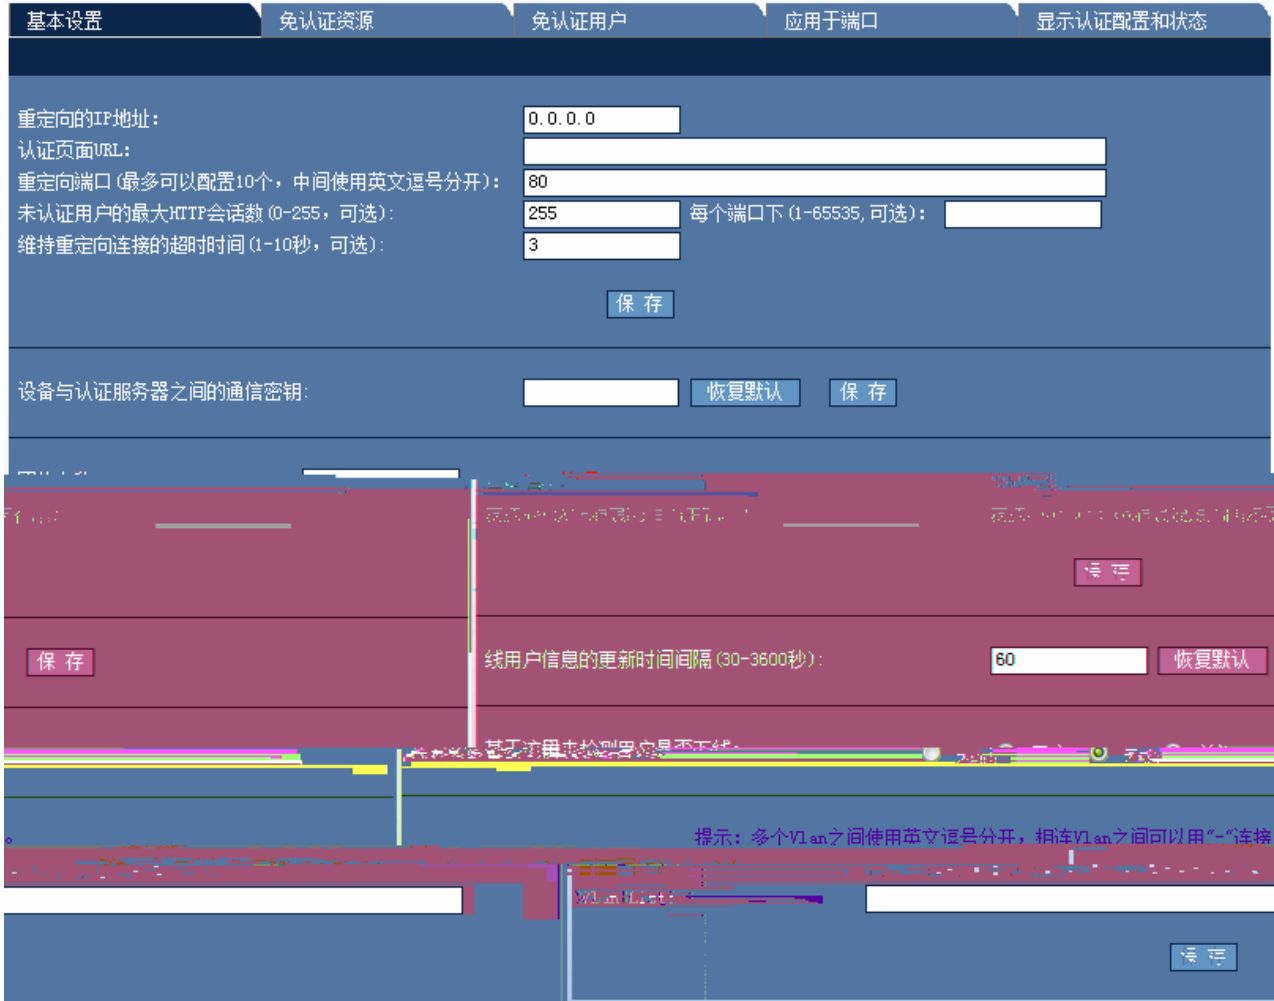 基本设置 免认证资源 免认证用户 应用于端口 显示认证配置和状态
重定向的IP地址: 0.0.0.0
认证页面URL:
重定向端口(最多可以配置10个，中间使用英文逗号分开): 80
未认证用户的最大HTTP会话数(0-255，可选): 255 每个端口下(1-65535,可选):
维持重定向连接的超时时间(1-10秒，可选): 3
保 存
设备与认证服务器之间的通信密钥: 恢复默认 保 存
保 存
保 存 线用户信息的更新时间间隔(30-3600秒): 60 恢复默认
。 提示: 多个Vlan之间使用英文逗号分开，相连Vlan之间可以用"-"连接
List:
保 存